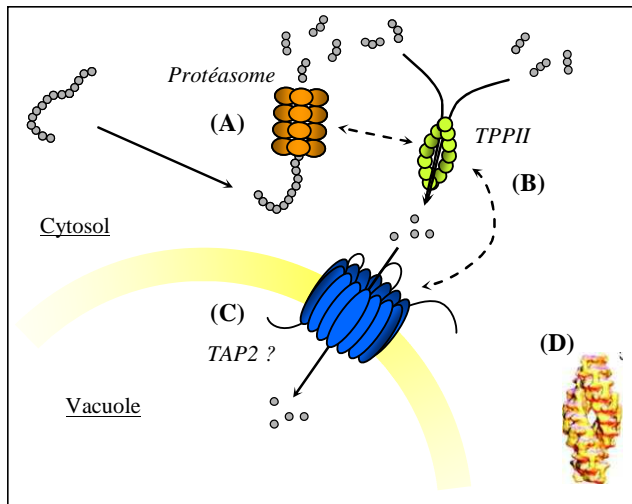 Protéasome
(A)
TPPII
(B)
Cytosol
(C)
TAP2 ?
(D)
Vacuole